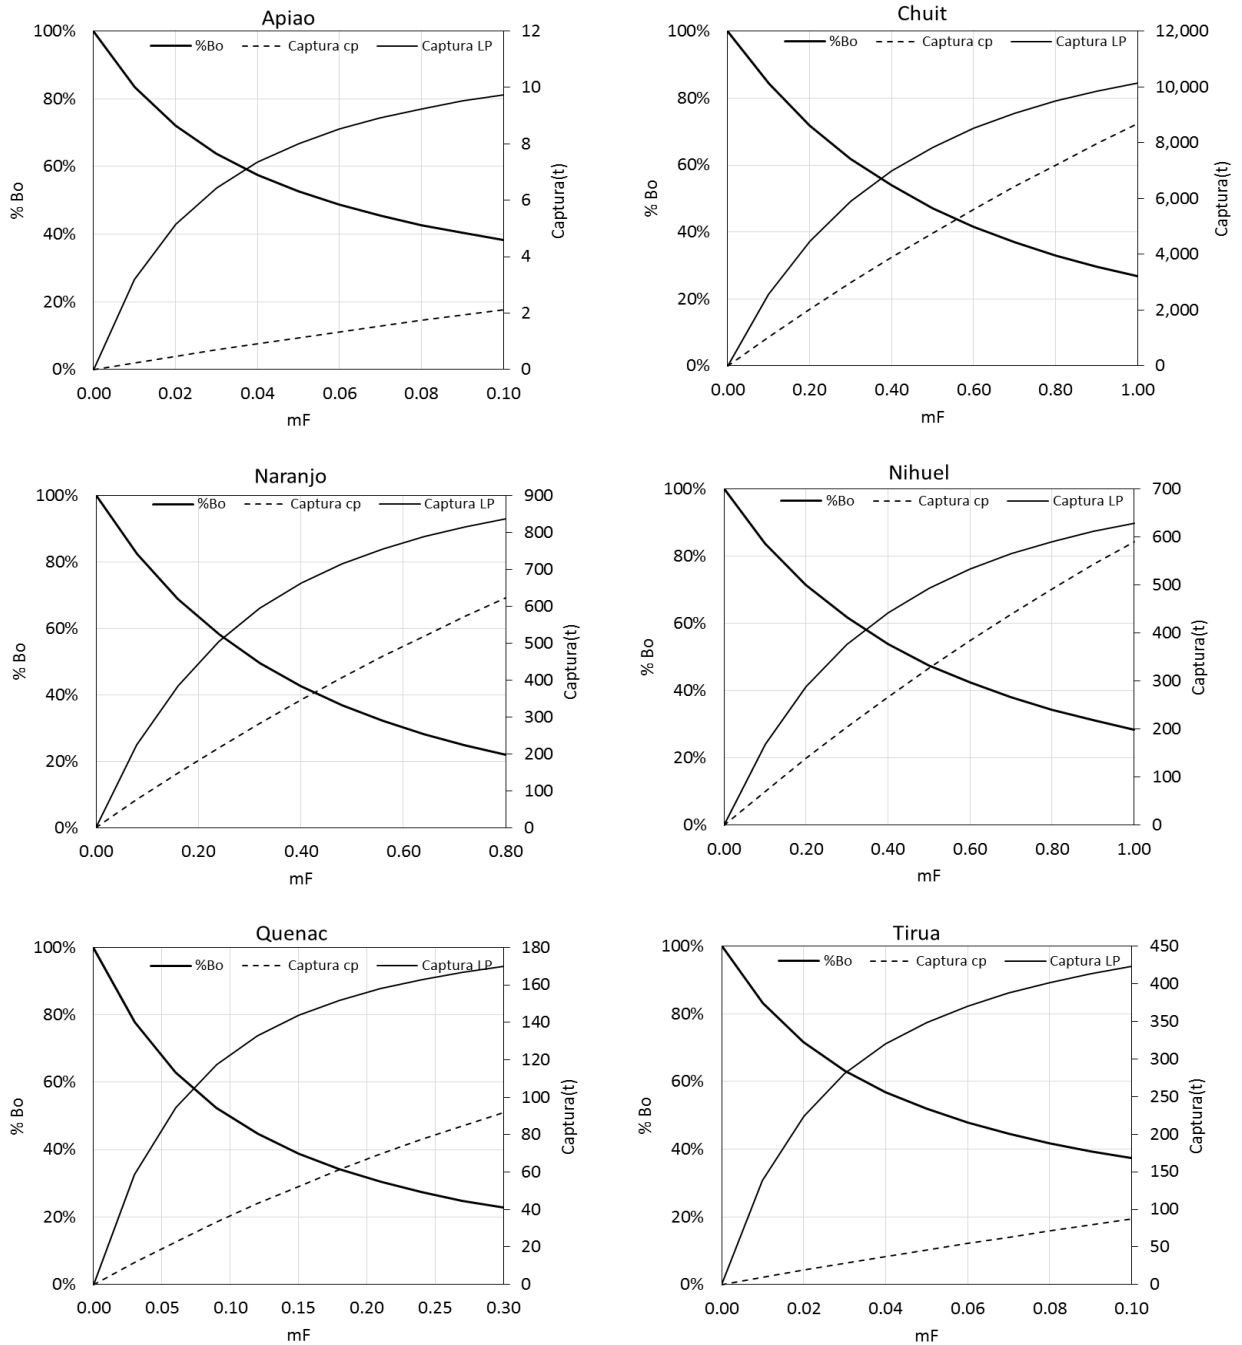 Apiao
%Bo Captura cp Captura LP
100%
80%
60%
40%
20%
0%
% Bo
12
10
8
6
4
2
0
Captura(t)
0.00 0.02 0.04 0.06 0.08 0.10
mF
Chuit
%Bo Captura cp Captura LP
100%
80%
60%
40%
20%
0%
% Bo
12,000
10,000
8,000
6,000
4,000
2,000
0
Captura(t)
0.00 0.20 0.40 0.60 0.80 1.00
mF
Naranjo
%Bo Captura cp Captura LP
100%
80%
60%
40%
20%
0%
% Bo
900
800
700
600
500
400
300
200
100
0
Captura(t)
0.00 0.20 0.40 0.60 0.80
mF
Nihuel
%Bo Captura cp Captura LP
100%
80%
60%
40%
20%
0%
% Bo
700
600
500
400
300
200
100
0
Captura(t)
0.00 0.20 0.40 0.60 0.80 1.00
mF
Quenac
%Bo Captura cp Captura LP
100%
80%
60%
40%
20%
0%
% Bo
180
160
140
120
100
80
60
40
20
0
Captura(t)
0.00 0.05 0.10 0.15 0.20 0.25 0.30
mF
Tirua
%Bo Captura cp Captura LP
100%
80%
60%
40%
20%
0%
% Bo
450
400
350
300
250
200
150
100
50
0
Captura(t)
0.00 0.02 0.04 0.06 0.08 0.10
mF